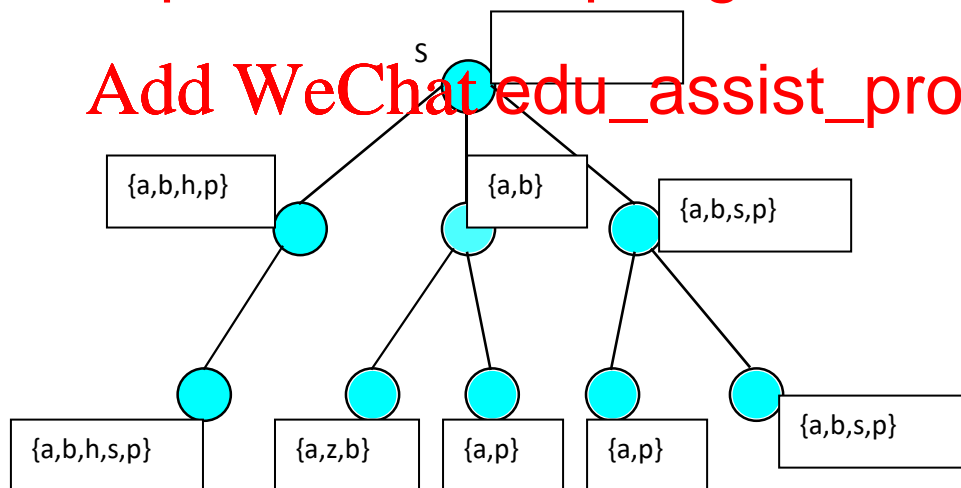 S
Add WeChat edu_assist_pro
{a,b,h,p}
{a,b}
{a,b,s,p}
{a,b,h,s,p}
{a,z,b}
{a,p}
{a,p}
{a,b,s,p}